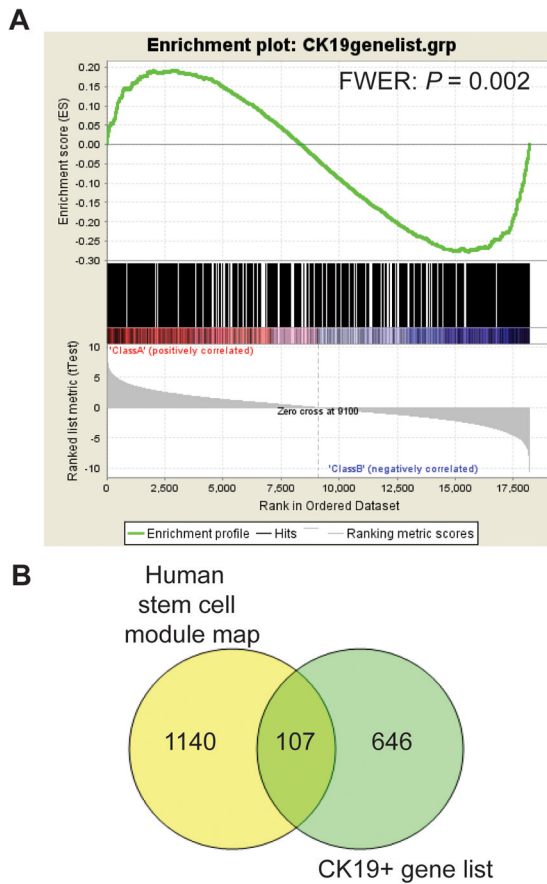 A
Enrichment plot: CK19genelist.grp
FWER: P = 0.002
Enrichment score (ES)
0.20
0.15
0.10
0.05
0.00
-0.05
-0.10
-0.15
-0.20
-0.25
-0.30
Ranked list metric (tTest)
10
5
0
-5
-10
'ClassA' (positively correlated)
Zero cross at 9100
'ClassB' (negatively correlated)
0 2,500 5,000 7,500 10,000 12,500 15,000 17,500
Rank in Ordered Dataset
Enrichment profile Hits Ranking metric scores
B
Human
stem cell
module map
1140 107 646
CK19+ gene list